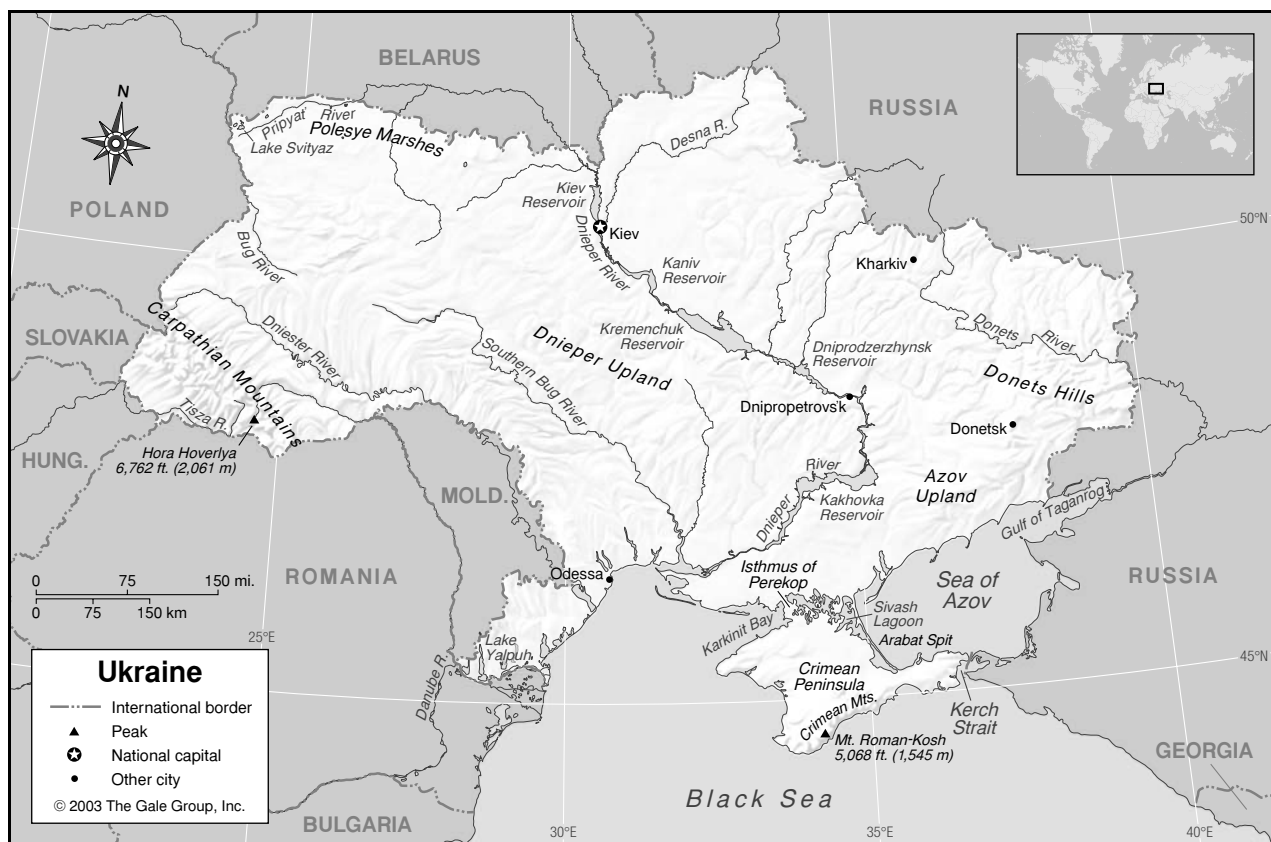 BELARUS
RUSSIA
N
Pripyat' River
Polesye Marshes
Lake Svityaz
Desna R.
POLAND
Kiev
Reservoir
Kiev
Dnieper River
50°N
Bug River
Kaniv
Reservoir
Kharkiv
SLOVAKIA
Carpathian Mountains
Dniester River
Kremenchuk
Reservoir
Dnieper Upland
Southern Bug River
Dniprodzerzhynsk
Reservoir
Donets River
Donets Hills
Tisza R.
Dnipropetrovs'k
Donetsk
Hora Hoverlya
6,762 ft. (2,061 m)
HUNG.
MOLD.
Dnieper River
Kakhovka
Reservoir
Azov
Upland
Gulf of Taganrog
0 75 150 mi.
0 75 150 km
ROMANIA
Odessa
Isthmus of
Perekop
Sea of
Azov
RUSSIA
Karkinit Bay
Sivash
Lagoon
Arabat Spit
25°E
Lake
Yalpuh
Danube R.
Crimean
Peninsula
Crimean Mts.
45°N
Kerch
Strait
Mt. Roman-Kosh
5,068 ft. (1,545 m)
GEORGIA
Black Sea
BULGARIA
30°E
35°E
40°E
Ukraine
International border
Peak
National capital
Other city
© 2003 The Gale Group, Inc.